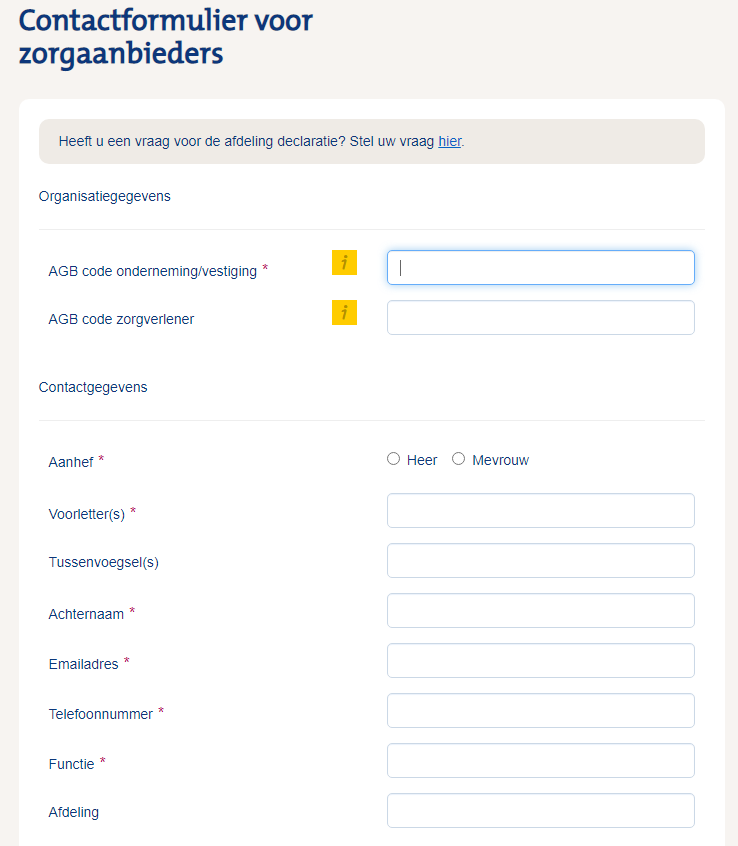 Contactformulier voor
zorgaanbieders
Heeft u een vraag voor de afdeling declaratie? Stel uw vraag hier.
Organisatiegegevens
AGB code onderneming/vestiging * i
AGB code zorgverlener i
Contactgegevens
Aanhef * Heer Mevrouw
Voorletter(s) *
Tussenvoegsel(s)
Achternaam *
Emailadres *
Telefoonnummer *
Functie *
Afdeling